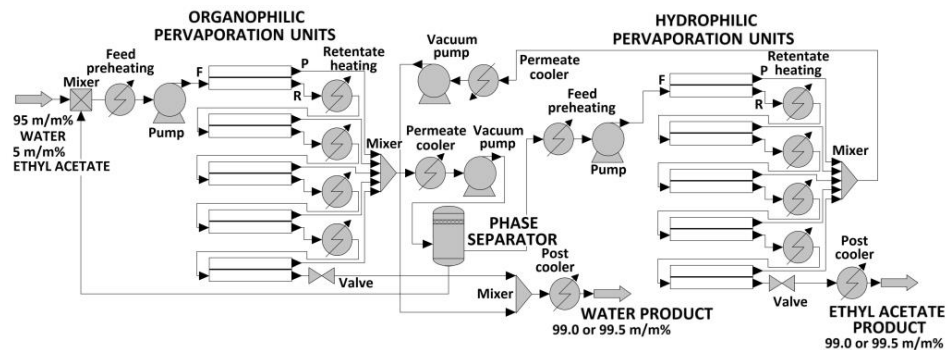 ORGANOPHILIC
PERVAPORATION UNITS
HYDROPHILIC
PERVAPORATION UNITS
Feed
preheating
Mixer
F
P
R
Retentate
heating
Vacuum
pump
Permeate
cooler
Feed
preheating
F
P
R
Retentate
heating
95 m/m%
WATER
5 m/m%
ETHYL ACETATE
Pump
Mixer
Permeate
cooler
Vacuum
pump
Pump
Mixer
PHASE
SEPARATOR
Valve
Mixer
Post
cooler
WATER PRODUCT
99.0 or 99.5 m/m%
Valve
Post
cooler
ETHYL ACETATE
PRODUCT
99.0 or 99.5 m/m%